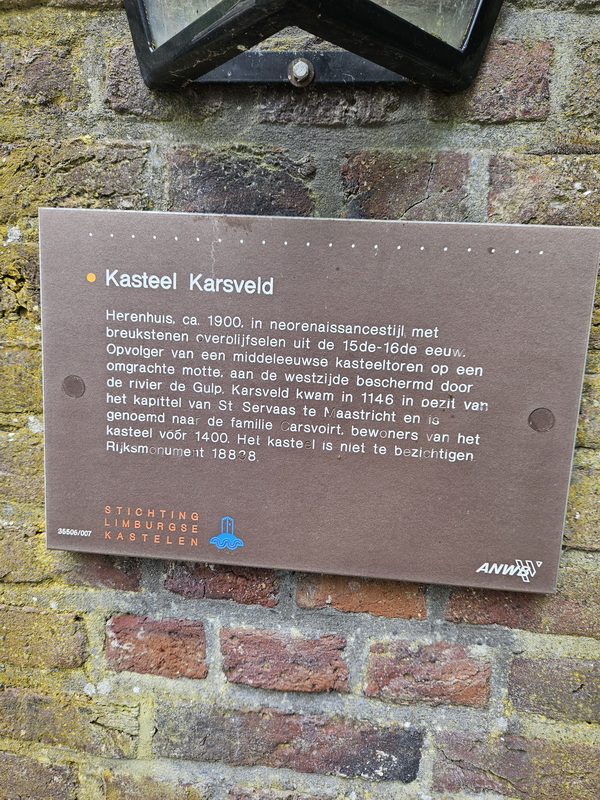 Kasteel Karsveld
Herenhuis, ca. 1900, in neorenaissancestijl met
breukstenen overblijfselen uit de 15de-16de eeuw.
Opvolger van een middeleeuwse kasteeltoren op een
omgrachte motte, aan de westzijde beschermd door
de rivier de Gulp. Karsveld kwam in 1146 in bezit van
het kapittel van St Servaas te Maastricht en is
genoemd naar de familie Carsvoirt, bewoners van het
kasteel vóór 1400. Het kasteel is niet te bezichtigen
Rijksmonument 18828.
STICHTING
LIMBURGSE
KASTELEN
36606/007
ANWB